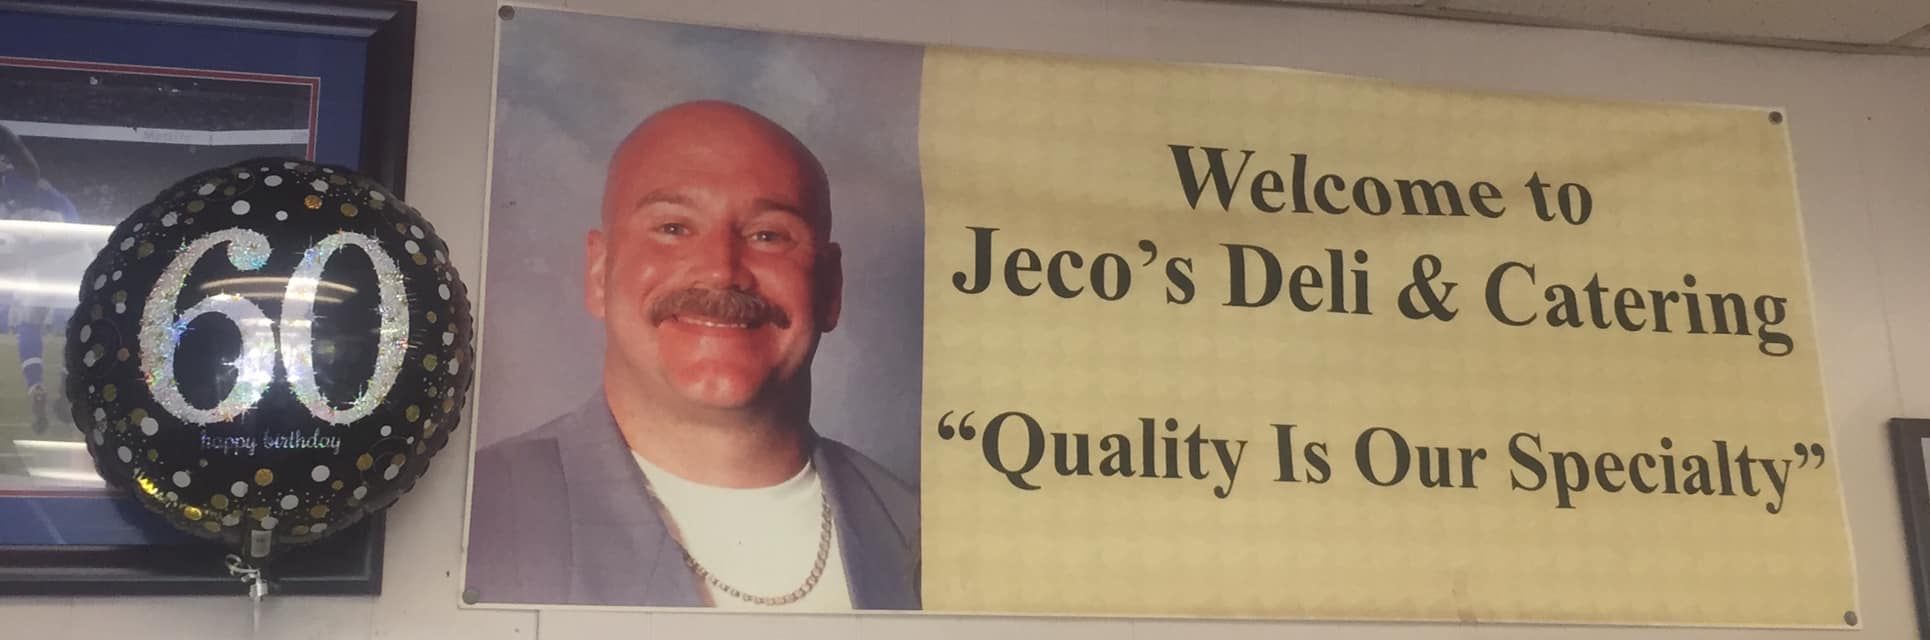 60
happy birthday
Welcome to
Jeco's Deli & Catering
“Quality Is Our Specialty”